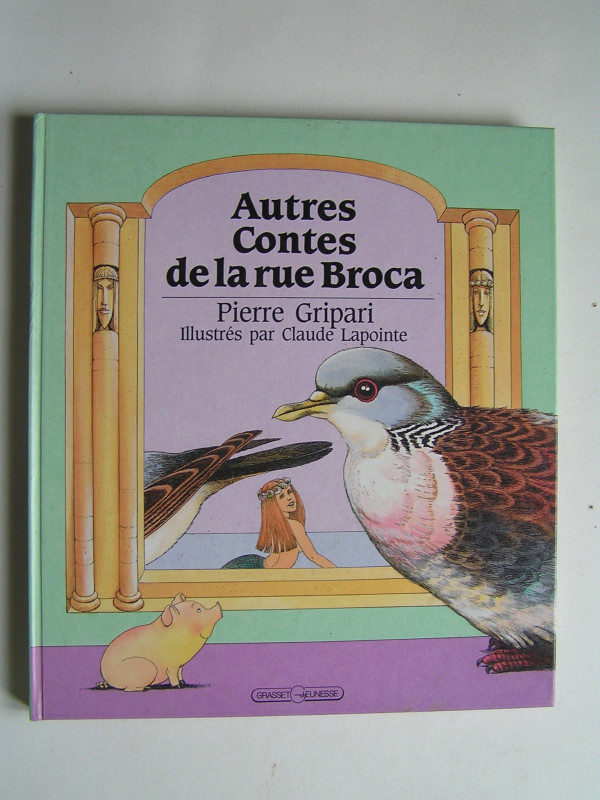 Autres
Contes
de la rue Broca
Pierre Gripari
Illustrés par Claude Lapointe
GRASSET JEUNESSE